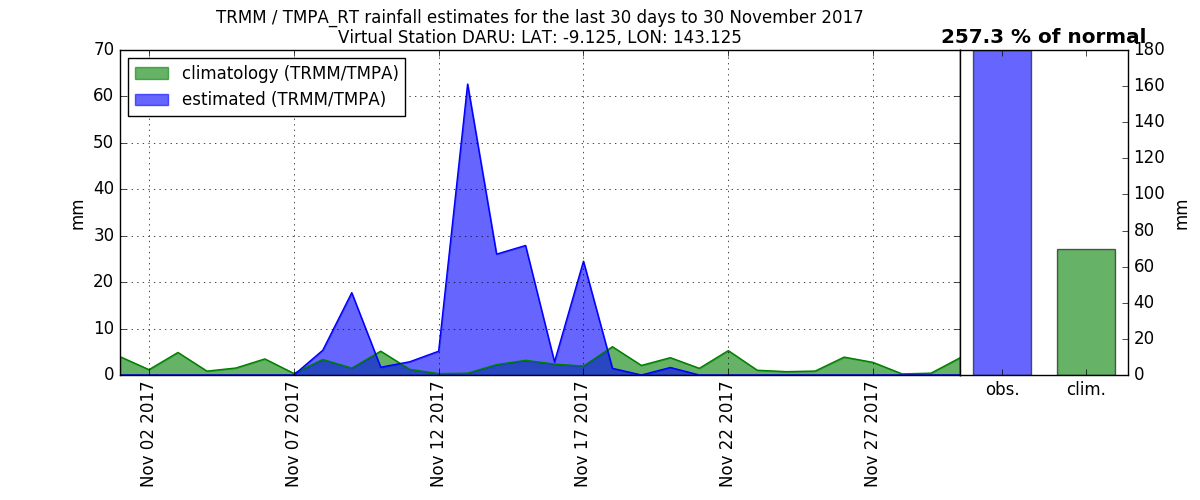 TRMM / TMPA_RT rainfall estimates for the last 30 days to 30 November 2017
Virtual Station DARU: LAT: -9.125, LON: 143.125
257.3 % of normal
climatology (TRMM/TMPA)
estimated (TRMM/TMPA)
70
60
50
40
30
20
10
0
mm
Nov 02 2017
Nov 07 2017
Nov 12 2017
Nov 17 2017
Nov 22 2017
Nov 27 2017
180
160
140
120
100
80
60
40
20
0
mm
obs.
clim.